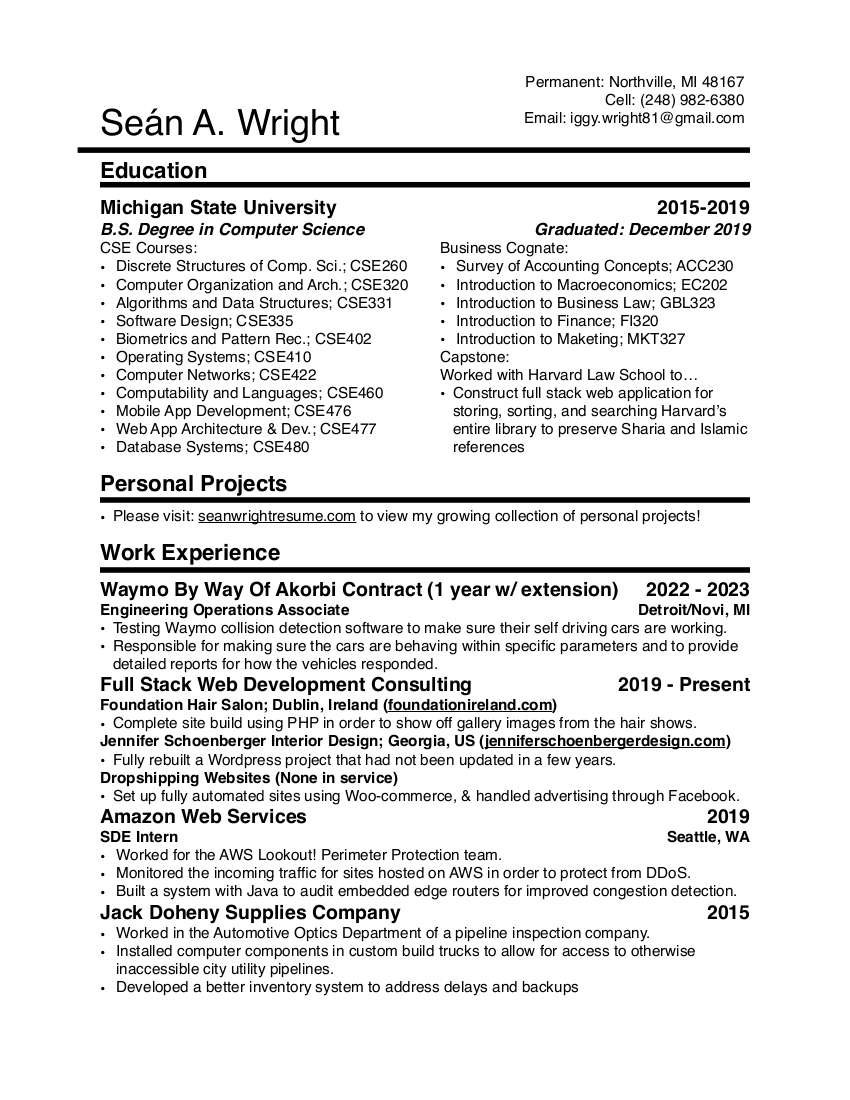 Permanent: Northville, MI 48167
Cell: (248) 982-6380
Email: iggy.wright81@gmail.com
Seán A. Wright
Education
Michigan State University 2015-2019
B.S. Degree in Computer Science Graduated: December 2019
CSE Courses:
• Discrete Structures of Comp. Sci.; CSE260
• Computer Organization and Arch.; CSE320
• Algorithms and Data Structures; CSE331
• Software Design; CSE335
• Biometrics and Pattern Rec.; CSE402
• Operating Systems; CSE410
• Computer Networks; CSE422
• Computability and Languages; CSE460
• Mobile App Development; CSE476
• Web App Architecture & Dev.; CSE477
• Database Systems; CSE480
Business Cognate:
• Survey of Accounting Concepts; ACC230
• Introduction to Macroeconomics; EC202
• Introduction to Business Law; GBL323
• Introduction to Finance; FI320
• Introduction to Maketing; MKT327
Capstone:
Worked with Harvard Law School to…
• Construct full stack web application for
storing, sorting, and searching Harvard’s
entire library to preserve Sharia and Islamic
references
Personal Projects
• Please visit: seanwrightresume.com to view my growing collection of personal projects!
Work Experience
Waymo By Way Of Akorbi Contract (1 year w/ extension) 2022 - 2023
Engineering Operations Associate Detroit/Novi, MI
• Testing Waymo collision detection software to make sure their self driving cars are working.
• Responsible for making sure the cars are behaving within specific parameters and to provide
detailed reports for how the vehicles responded.
Full Stack Web Development Consulting 2019 - Present
Foundation Hair Salon; Dublin, Ireland (foundationireland.com)
• Complete site build using PHP in order to show off gallery images from the hair shows.
Jennifer Schoenberger Interior Design; Georgia, US (jenniferschoenbergerdesign.com)
• Fully rebuilt a Wordpress project that had not been updated in a few years.
Dropshipping Websites (None in service)
• Set up fully automated sites using Woo-commerce, & handled advertising through Facebook.
Amazon Web Services 2019
SDE Intern Seattle, WA
• Worked for the AWS Lookout! Perimeter Protection team.
• Monitored the incoming traffic for sites hosted on AWS in order to protect from DDoS.
• Built a system with Java to audit embedded edge routers for improved congestion detection.
Jack Doheny Supplies Company 2015
• Worked in the Automotive Optics Department of a pipeline inspection company.
• Installed computer components in custom build trucks to allow for access to otherwise
inaccessible city utility pipelines.
• Developed a better inventory system to address delays and backups